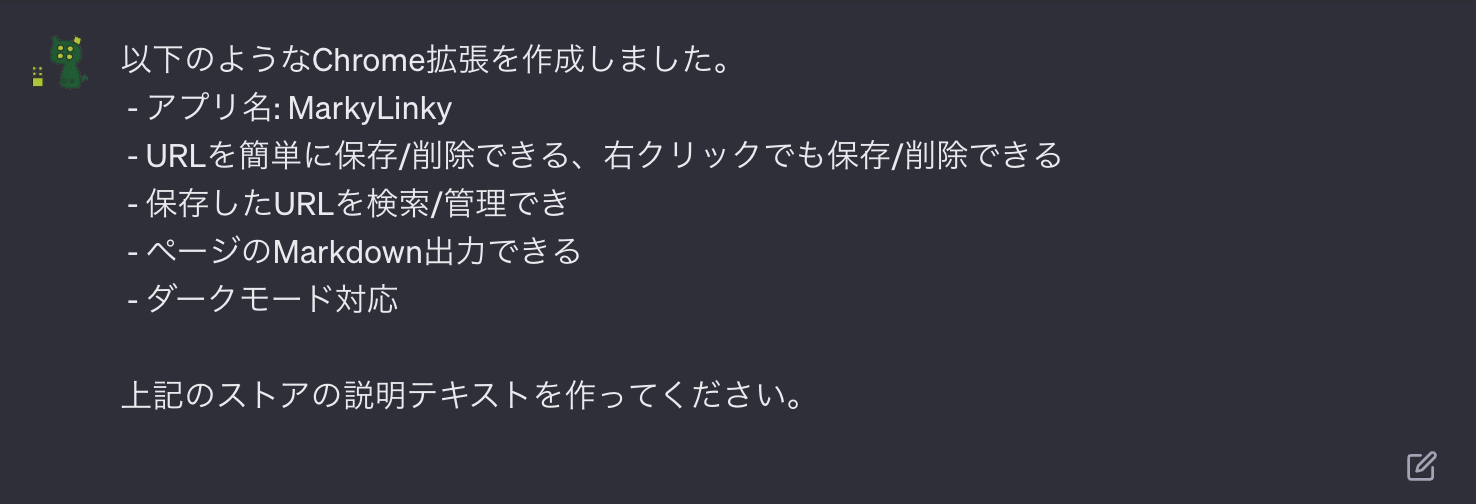 以下のようなChrome拡張を作成しました。
- アプリ名: MarkyLinky
- URLを簡単に保存/削除できる、右クリックでも保存/削除できる
- 保存したURLを検索/管理でき
- ページのMarkdown出力できる
- ダークモード対応
上記のストアの説明テキストを作ってください。